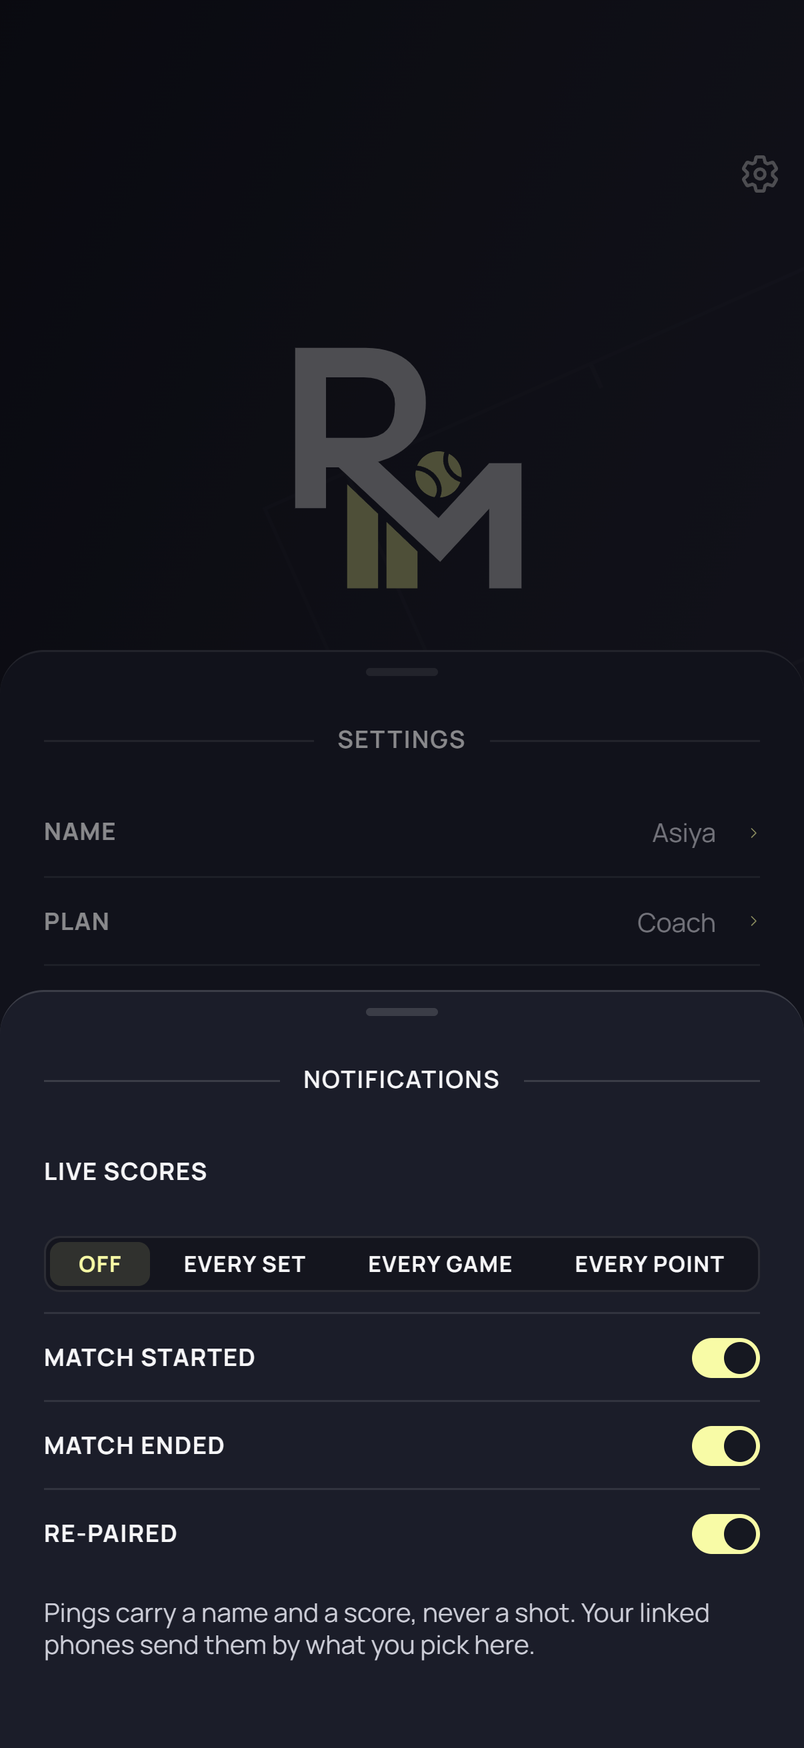 RM
SETTINGS
NAME Asiya
PLAN Coach
NOTIFICATIONS
LIVE SCORES
OFF EVERY SET EVERY GAME EVERY POINT
MATCH STARTED
MATCH ENDED
RE-PAIRED
Pings carry a name and a score, never a shot. Your linked
phones send them by what you pick here.